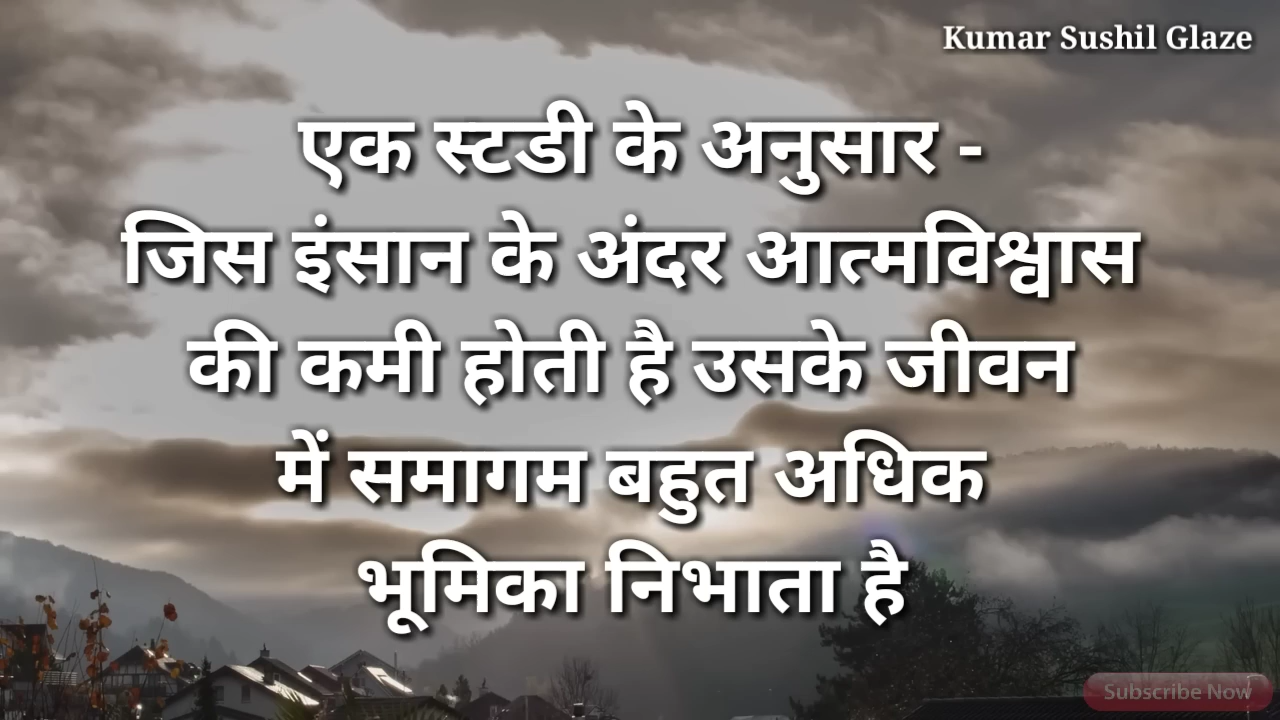 Kumar Sushil Glaze
एक स्टडी के अनुसार -
जिस इंसान के अंदर आत्मविश्वास
की कमी होती है उसके जीवन
में समागम बहुत अधिक
भूमिका निभाता है
Subscribe Now